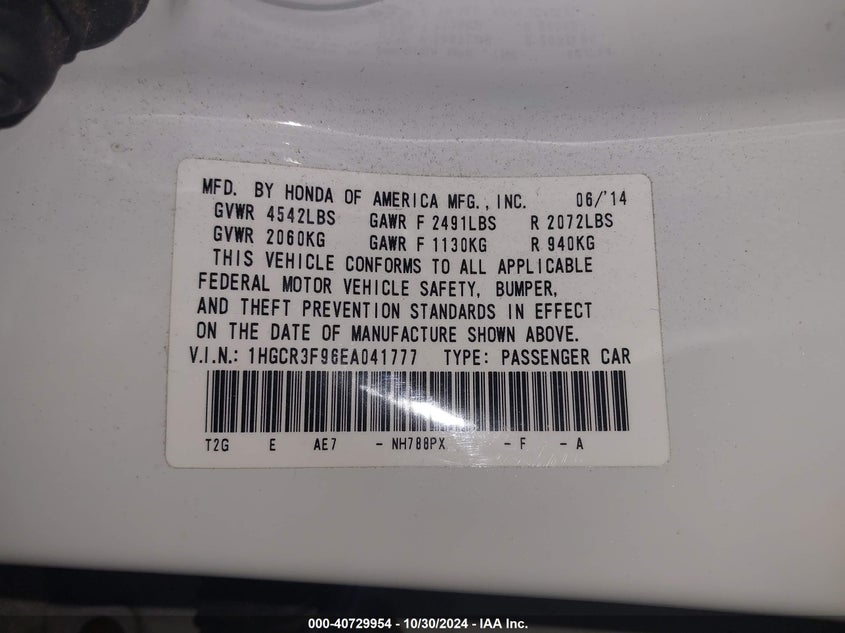 MFD. BY HONDA OF AMERICA MFG., INC. 06/'14
GVWR 4542LBS GAWR F 2491LBS R 2072LBS
GVWR 2060KG GAWR F 1130KG R 940KG
THIS VEHICLE CONFORMS TO ALL APPLICABLE
FEDERAL MOTOR VEHICLE SAFETY, BUMPER,
AND THEFT PREVENTION STANDARDS IN EFFECT
ON THE DATE OF MANUFACTURE SHOWN ABOVE.
V.I.N.: 1HGCR3F96EA041777 TYPE: PASSENGER CAR
T2G E AE7 - NH788PX - F - A
000-40729954 - 10/30/2024 - IAA Inc.